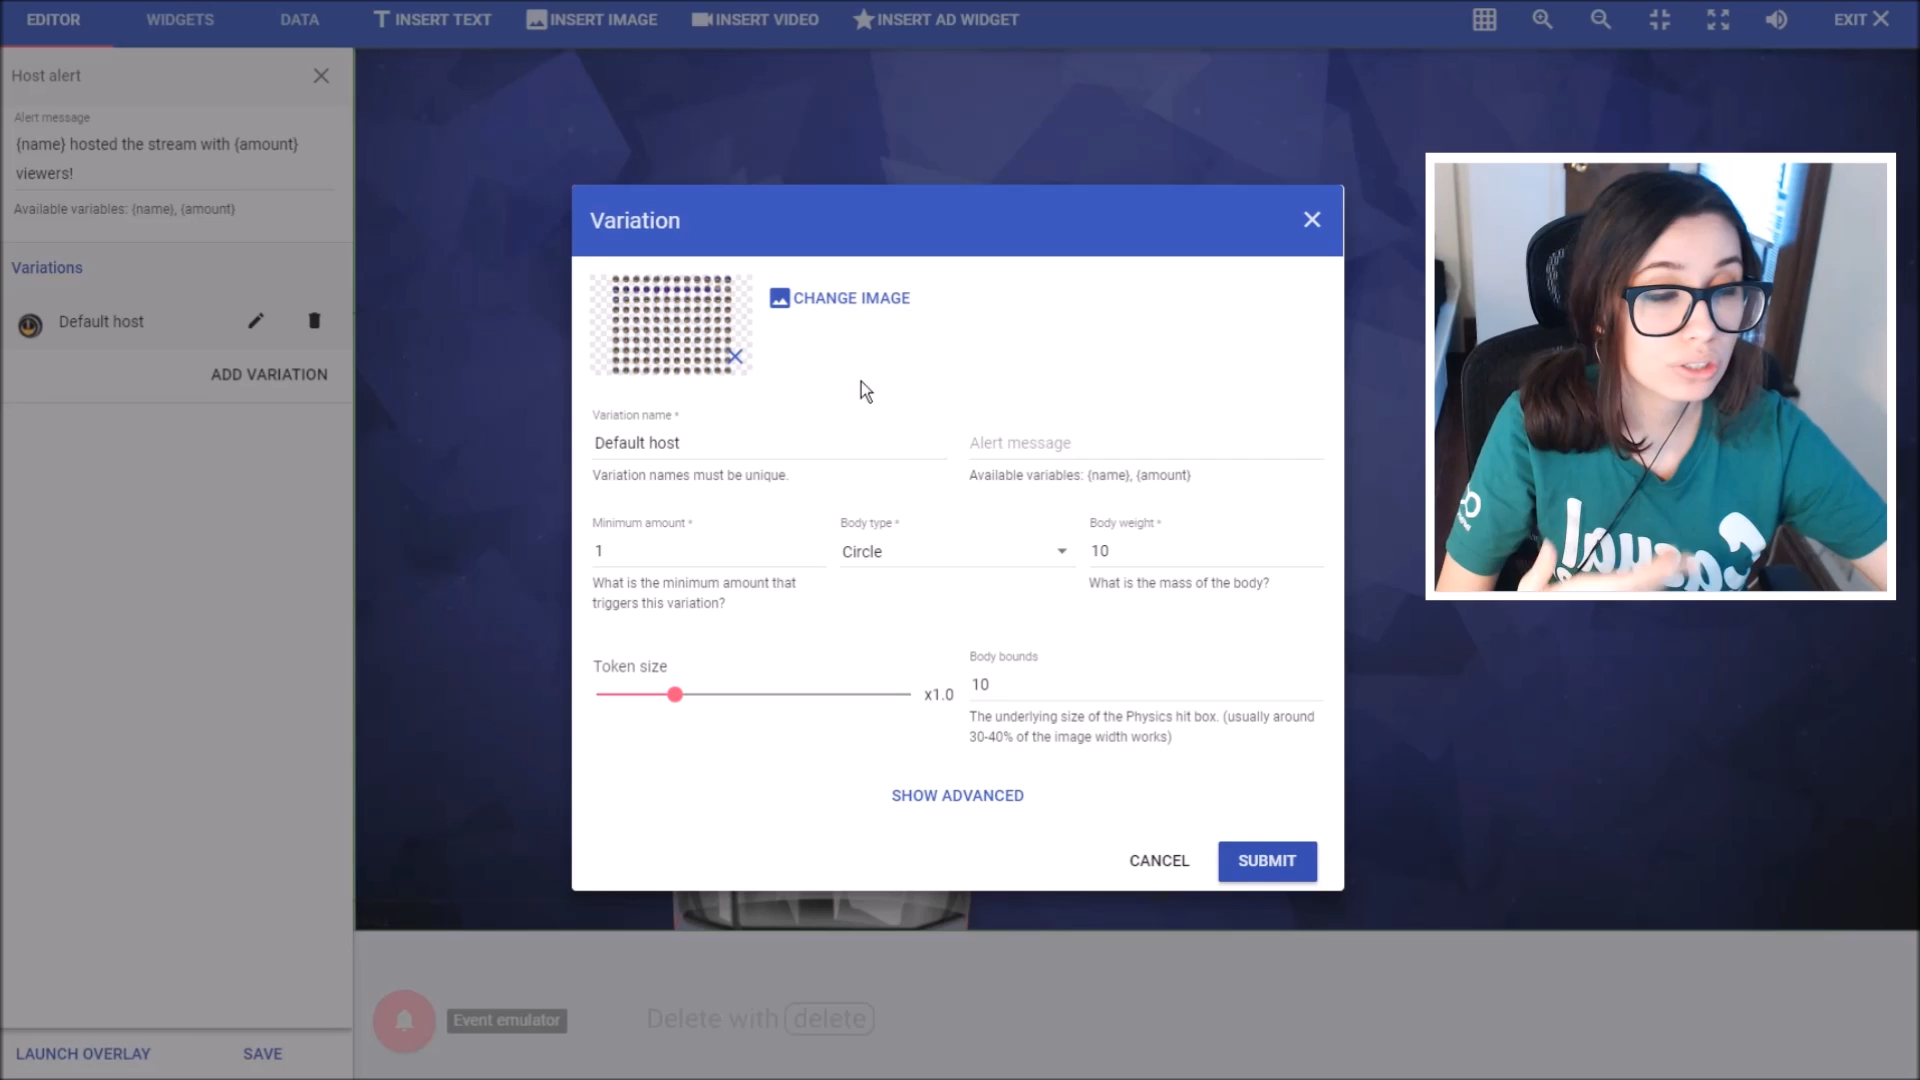 EDITOR
WIDGETS
DATA
INSERT TEXT
INSERT IMAGE
INSERT VIDEO
INSERT AD WIDGET
EXIT
Host alert
Alert message
{name} hosted the stream with {amount}
viewers!
Available variables: {name}, {amount}
Variations
Default host
ADD VARIATION
LAUNCH OVERLAY
SAVE
Variation
CHANGE IMAGE
Variation name *
Default host
Variation names must be unique.
Alert message
Available variables: {name}, {amount}
Minimum amount *
1
What is the minimum amount that
triggers this variation?
Body type *
Circle
Body weight *
10
What is the mass of the body?
Token size
x1.0
Body bounds
10
The underlying size of the Physics hit box. (usually around
30-40% of the image width works)
SHOW ADVANCED
CANCEL
SUBMIT
Event emulator
Delete with delete